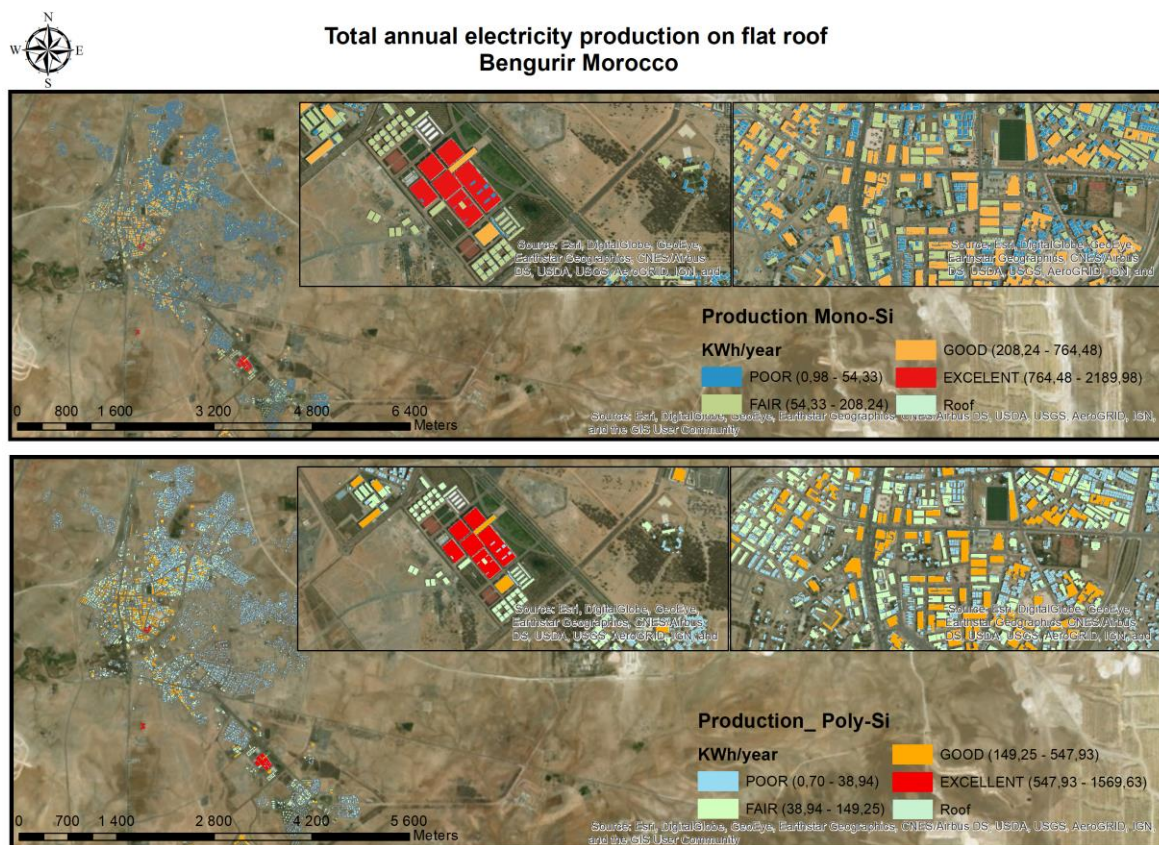 N
W E
S
Total annual electricity production on flat roof
Bengurir Morocco
Source: Esri, DigitalGlobe, GeoEye,
Earthstar Geographics, CNES/Airbus
DS, USDA, USGS, AeroGRID, IGN, and
Source: Esri, DigitalGlobe, GeoEye,
Earthstar Geographics, CNES/Airbus
DS, USDA, USGS, AeroGRID, IGN, and
Production Mono-Si
KWh/year
POOR (0,98 - 54,33)
FAIR (54,33 - 208,24)
GOOD (208,24 - 764,48)
EXCELENT (764,48 - 2189,98)
Roof
0 800 1 600 3 200 4 800 6 400
Meters
Source: Esri, DigitalGlobe, GeoEye, Earthstar Geographics, CNES/Airbus DS, USDA, USGS, AeroGRID, IGN,
and the GIS User Community
Source: Esri, DigitalGlobe, GeoEye,
Earthstar Geographics, CNES/Airbus
DS, USDA, USGS, AeroGRID, IGN, and
Source: Esri, DigitalGlobe, GeoEye,
Earthstar Geographics, CNES/Airbus
DS, USDA, USGS, AeroGRID, IGN, and
Production_ Poly-Si
KWh/year
POOR (0,70 - 38,94)
FAIR (38,94 - 149,25)
GOOD (149,25 - 547,93)
EXCELLENT (547,93 - 1569,63)
Roof
0 700 1 400 2 800 4 200 5 600
Meters
Source: Esri, DigitalGlobe, GeoEye, Earthstar Geographics, CNES/Airbus DS, USDA, USGS, AeroGRID, IGN,
and the GIS User Community